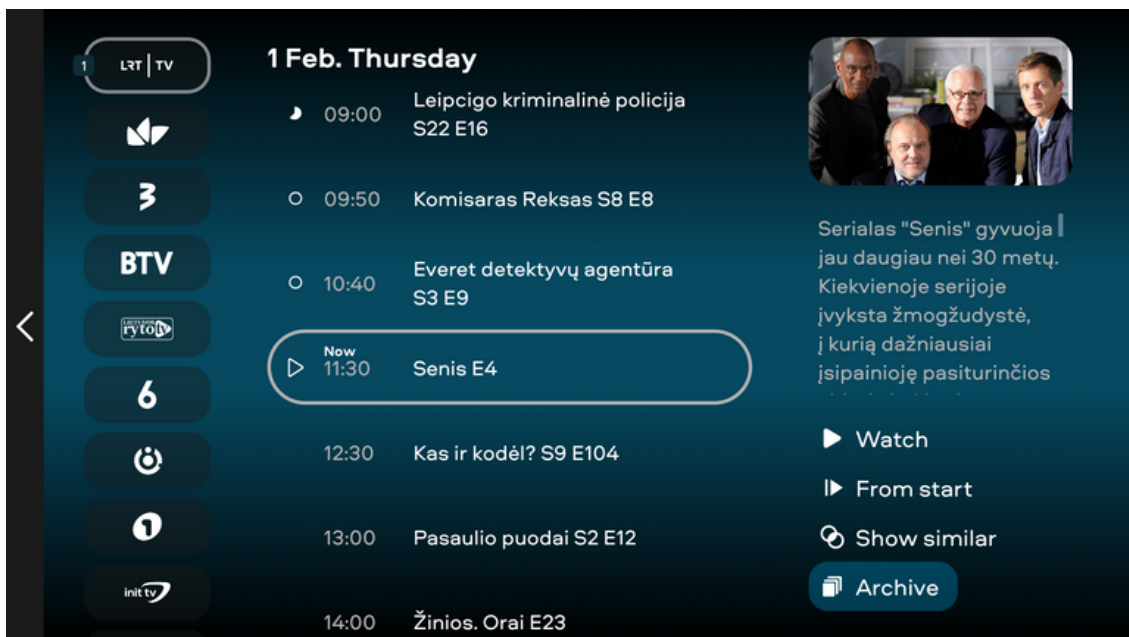 1
LRT | TV
3
BTV
LIETUVOS
rytotv
6
1
init tv
1 Feb. Thursday
09:00
Leipcigo kriminalinė policija
S22 E16
09:50
Komisaras Reksas S8 E8
10:40
Everet detektyvų agentūra
S3 E9
Now
11:30
Senis E4
12:30
Kas ir kodėl? S9 E104
13:00
Pasaulio puodai S2 E12
14:00
Žinios. Orai E23
Serialas "Senis" gyvuoja
jau daugiau nei 30 metų.
Kiekvienoje serijoje
įvyksta žmogžudystė,
į kurią dažniausiai
įsipainioję pasiturinčios
Watch
From start
Show similar
Archive